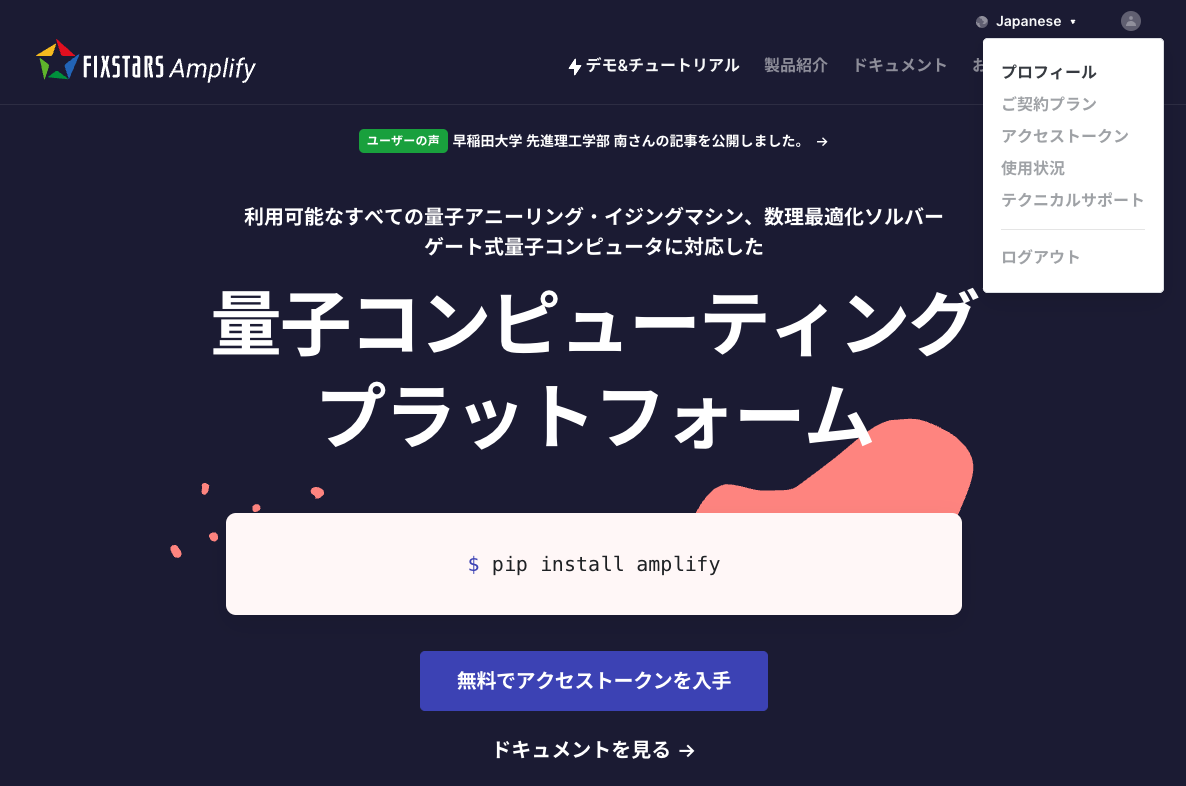 Japanese ▾
FIXSTARS Amplify
デモ&チュートリアル 製品紹介 ドキュメント お
プロフィール
ご契約プラン
アクセストークン
使用状況
テクニカルサポート
ログアウト
ユーザーの声 早稲田大学 先進理工学部 南さんの記事を公開しました。 →
利用可能なすべての量子アニーリング・イジングマシン、数理最適化ソルバー
ゲート式量子コンピュータに対応した
量子コンピューティング
プラットフォーム
$ pip install amplify
無料でアクセストークンを入手
ドキュメントを見る →